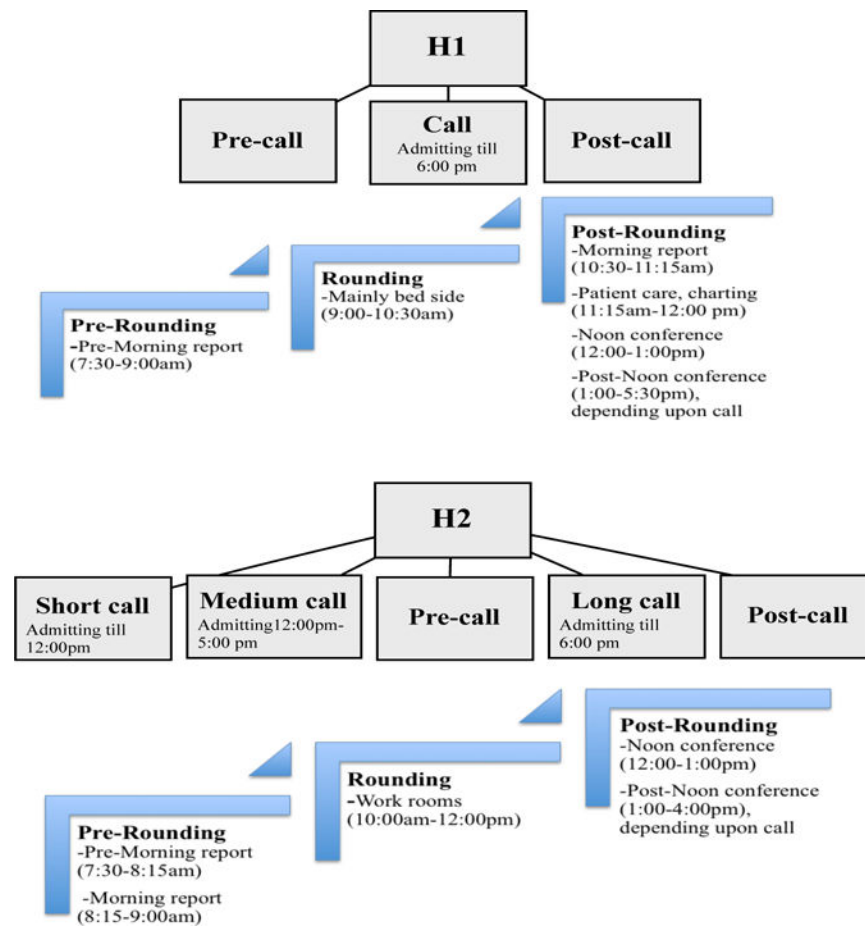 H1
Pre-call
Call
Admitting till
6:00 pm
Post-call
Pre-Rounding
-Pre-Morning report
(7:30-9:00am)
Rounding
-Mainly bed side
(9:00-10:30am)
Post-Rounding
-Morning report
(10:30-11:15am)
-Patient care, charting
(11:15am-12:00 pm)
-Noon conference
(12:00-1:00pm)
-Post-Noon conference
(1:00-5:30pm),
depending upon call
H2
Short call
Admitting till
12:00pm
Medium call
Admitting12:00pm-
5:00 pm
Pre-call
Long call
Admitting till
6:00 pm
Post-call
Pre-Rounding
-Pre-Morning report
(7:30-8:15am)
-Morning report
(8:15-9:00am)
Rounding
-Work rooms
(10:00am-12:00pm)
Post-Rounding
-Noon conference
(12:00-1:00pm)
-Post-Noon conference
(1:00-4:00pm),
depending upon call